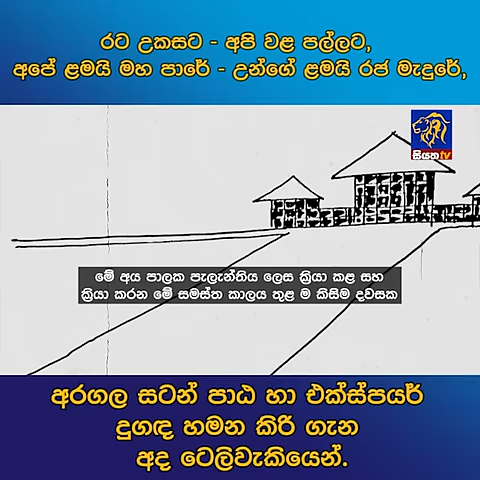 රට උකසට - අපි වළ පල්ලට,
අපේ ළමයි මහ පාරේ - උන්ගේ ළමයි රජ මැදුරේ,
සියත tv
මේ අය පාලක පැලැන්තිය ලෙස ක්‍රියා කළ සහ
ක්‍රියා කරන මේ සමස්ත කාලය තුළ ම කිසිම දවසක
අරගල සටන් පාඨ හා එක්ස්පයර්
දුගඳ හමන කිරි ගැන
අද ටෙලිවැකියෙන්.